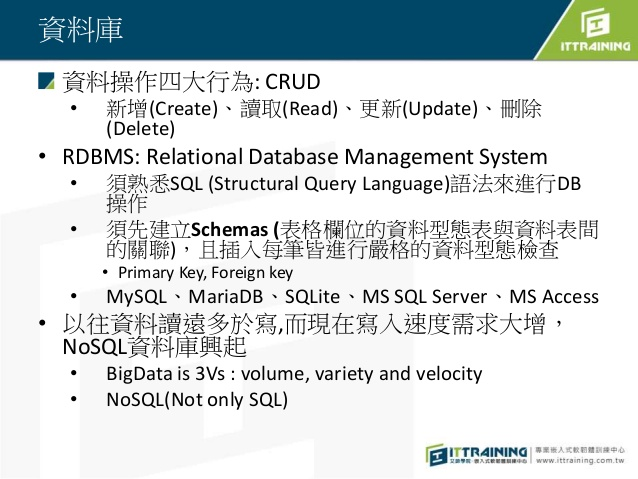 資料庫
ITTRAINING
資料操作四大行為: CRUD
• 新增(Create)、讀取(Read)、更新(Update)、刪除
(Delete)
• RDBMS: Relational Database Management System
• 須熟悉SQL (Structural Query Language)語法來進行DB
操作
• 須先建立Schemas (表格欄位的資料型態表與資料表間
的關聯)，且插入每筆皆進行嚴格的資料型態檢查
• Primary Key, Foreign key
• MySQL、MariaDB、SQLite、MS SQL Server、MS Access
• 以往資料讀遠多於寫,而現在寫入速度需求大增，
NoSQL資料庫興起
• BigData is 3Vs : volume, variety and velocity
• NoSQL(Not only SQL)
ITTRAINING
專業嵌入式軟韌體訓練中心
www.ittraining.com.tw